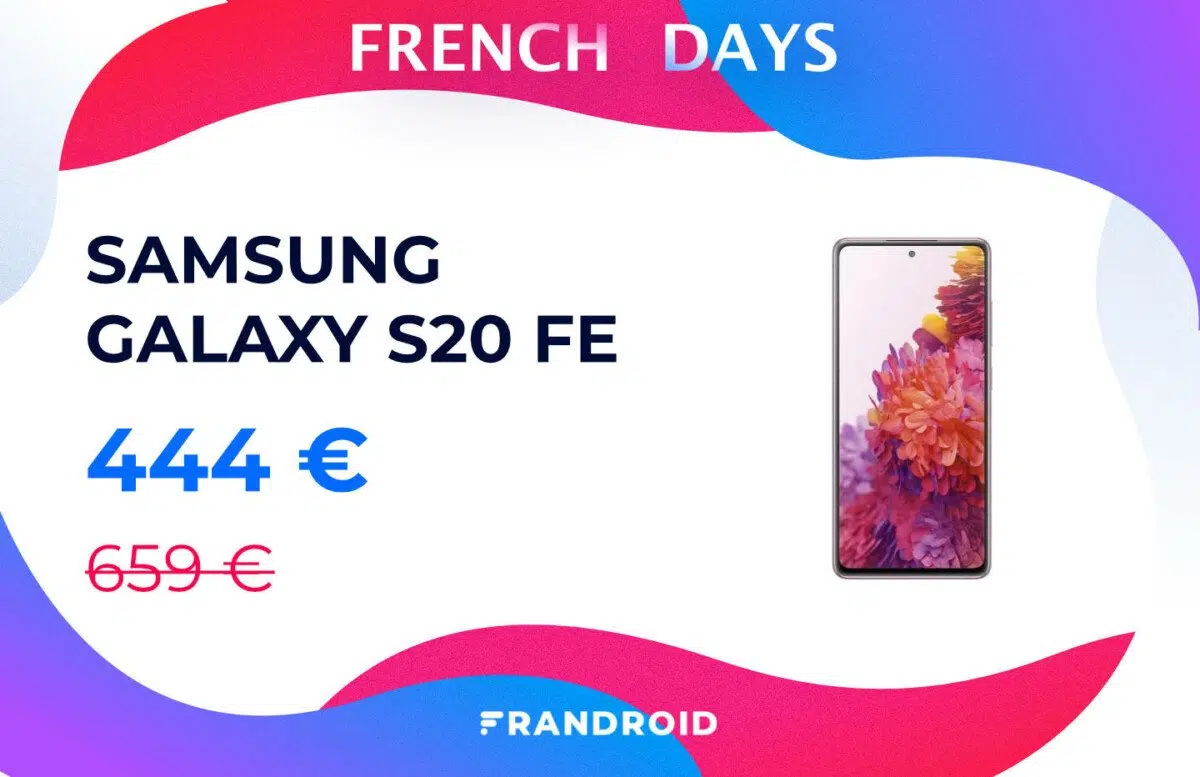 FRENCH DAYS
SAMSUNG
GALAXY S20 FE
444 €
659 €
FRANDROID